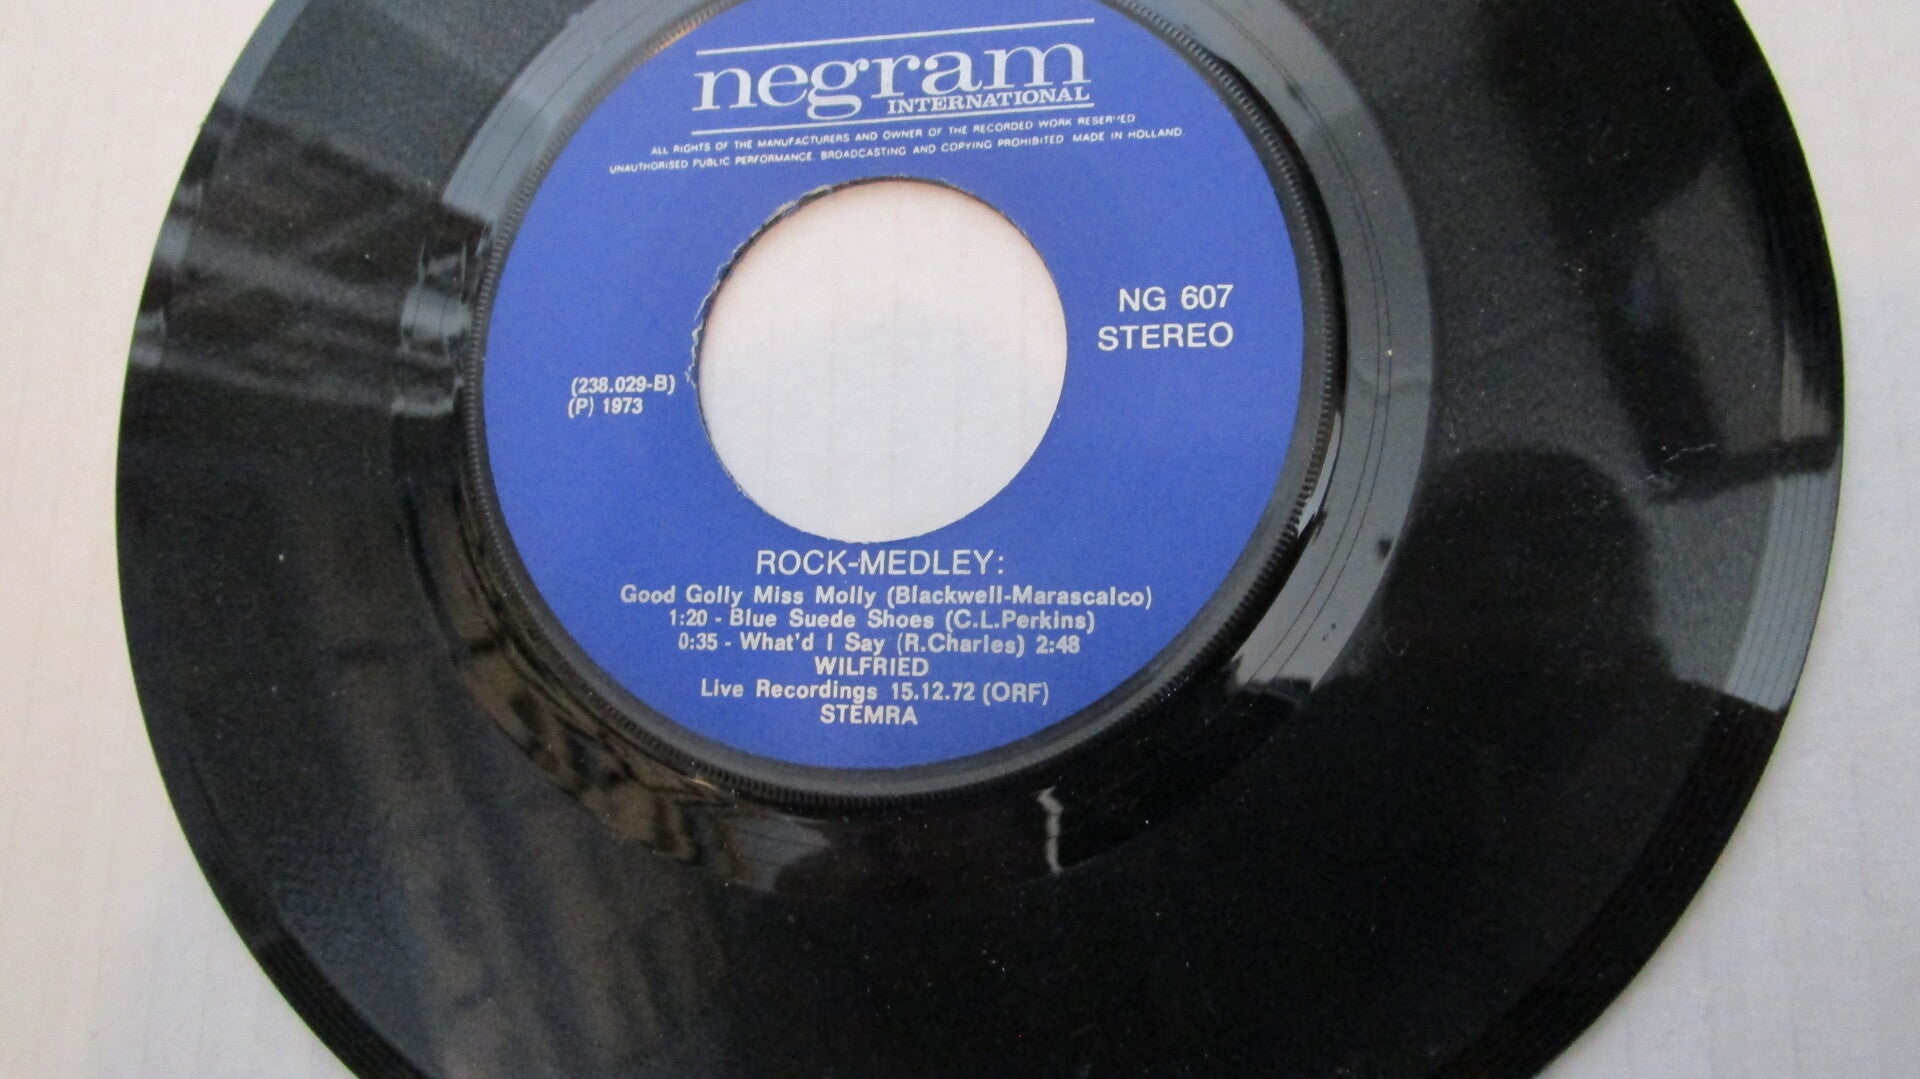 negram
INTERNATIONAL
ALL RIGHTS OF THE MANUFACTURERS AND OWNER OF THE RECORDED WORK RESERVED
UNAUTHORISED PUBLIC PERFORMANCE. BROADCASTING AND COPYING PROHIBITED MADE IN HOLLAND
NG 607
STEREO
(238.029-B)
(P) 1973
ROCK-MEDLEY:
Good Golly Miss Molly (Blackwell-Marascalco)
1:20 - Blue Suede Shoes (C.L.Perkins)
0:35 - What'd I Say (R.Charles) 2:48
WILFRIED
Live Recordings 15.12.72 (ORF)
STEMRA